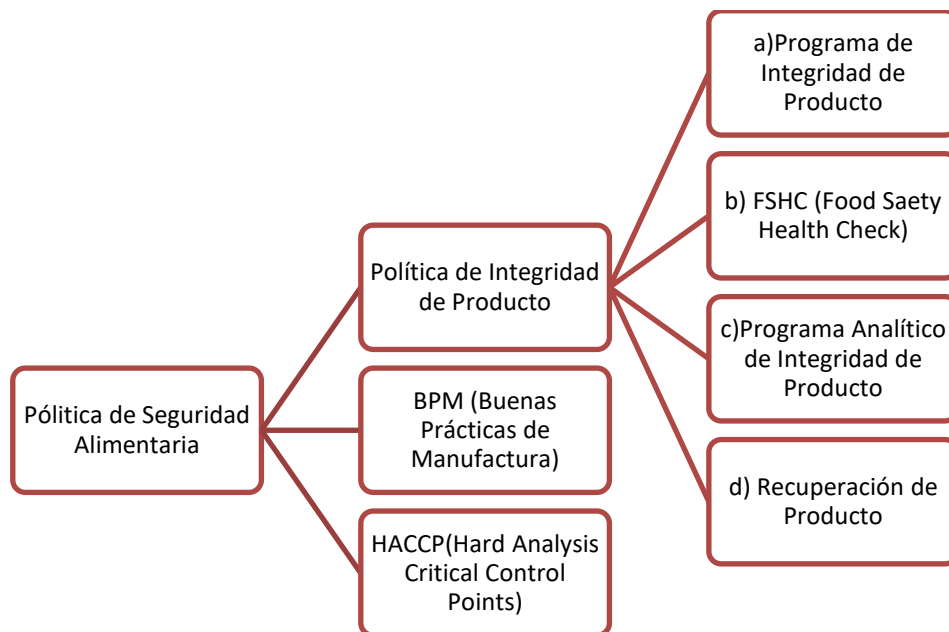 Pólitica de Seguridad
Alimentaria
Política de Integridad
de Producto
BPM (Buenas
Prácticas de
Manufactura)
HACCP(Hard Analysis
Critical Control
Points)
a)Programa de
Integridad de
Producto
b) FSHC (Food Saety
Health Check)
c)Programa Analítico
de Integridad de
Producto
d) Recuperación de
Producto